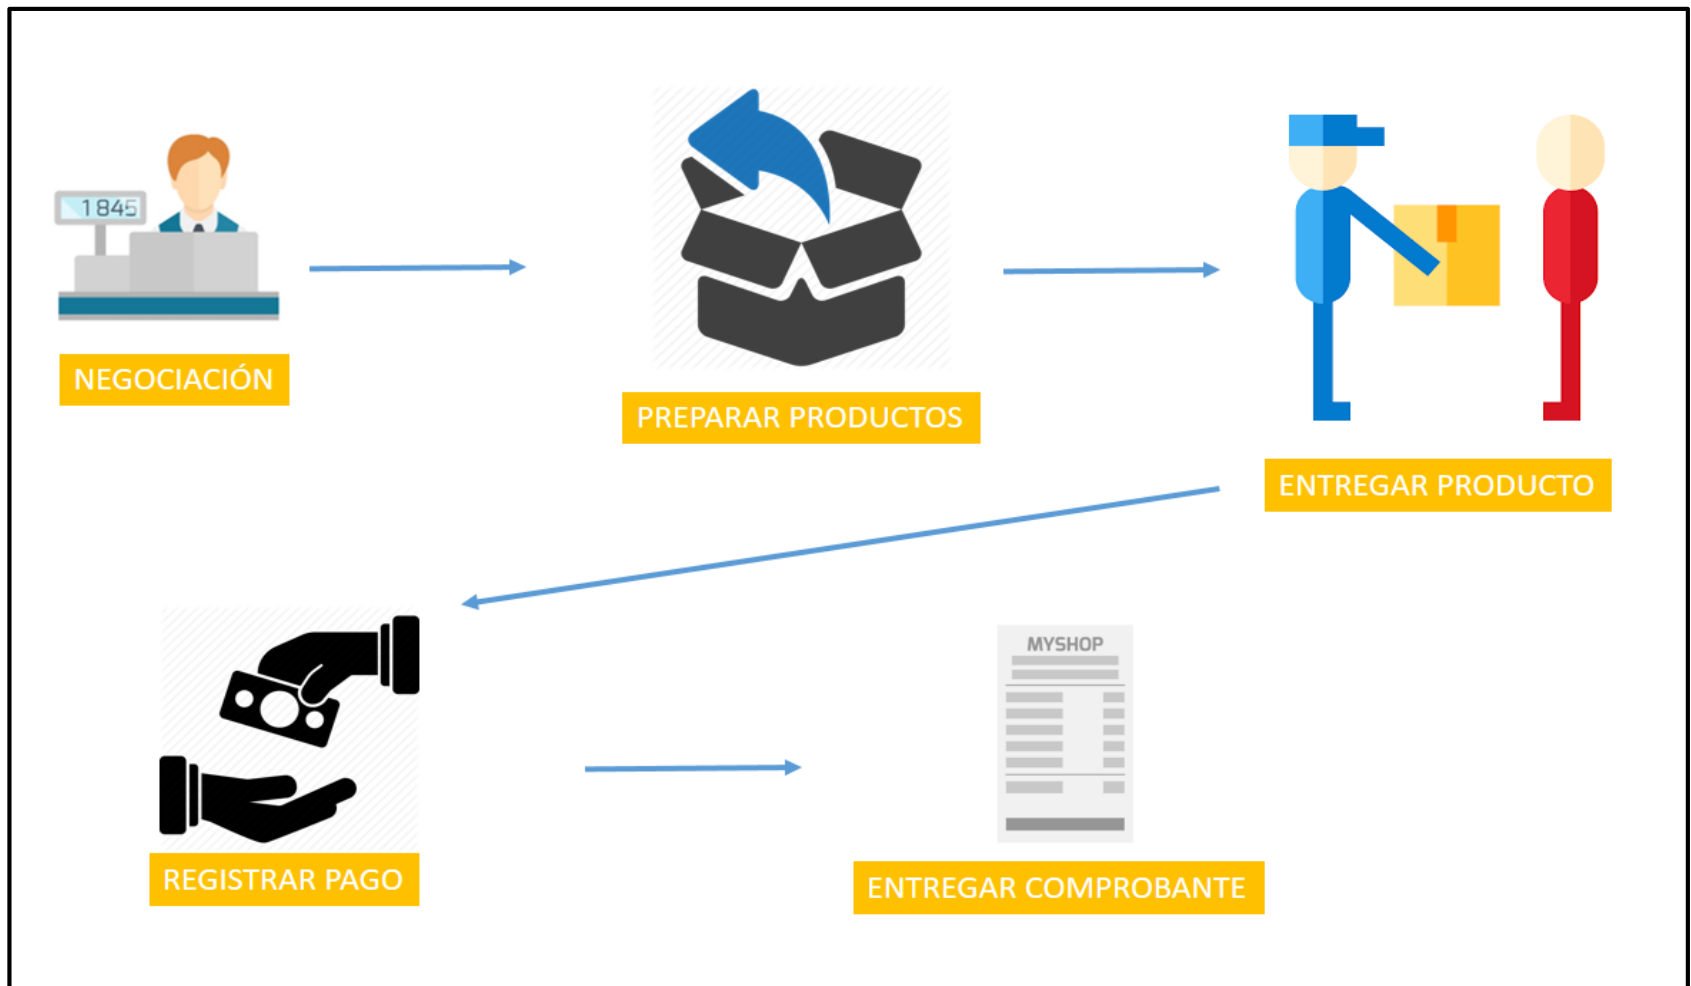 1845
NEGOCIACIÓN
PREPARAR PRODUCTOS
ENTREGAR PRODUCTO
MYSHOP
REGISTRAR PAGO
ENTREGAR COMPROBANTE